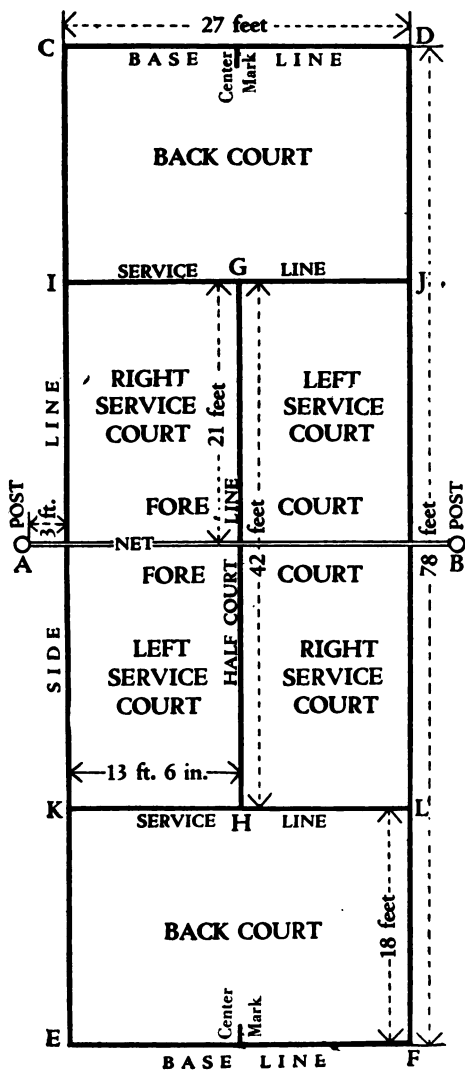 27 feet
C D
BASE LINE
Center
Mark
BACK COURT
SERVICE G LINE
I J
RIGHT
SERVICE
COURT
LEFT
SERVICE
COURT
21 feet
LINE
3 ft.
POST
A
FORE COURT
LINE
NET
POST
B
42 feet
78 feet
FORE COURT
HALF COURT
SIDE
LEFT
SERVICE
COURT
RIGHT
SERVICE
COURT
13 ft. 6 in.
K L
SERVICE H LINE
18 feet
BACK COURT
Center
Mark
E F
BASE LINE